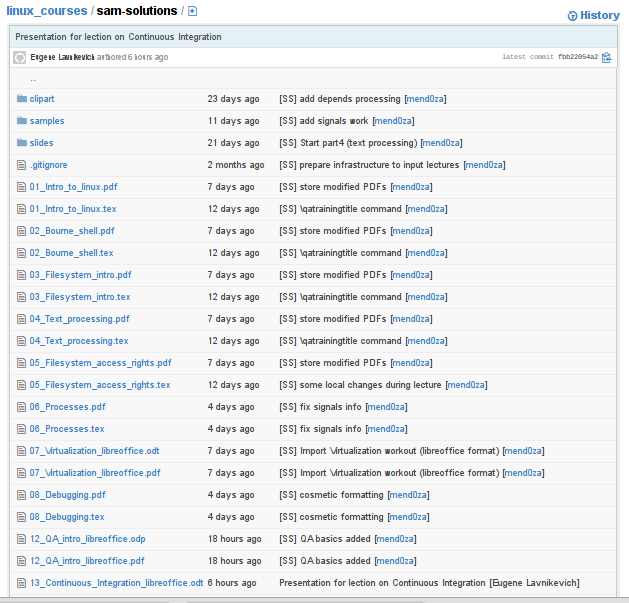 linux_courses / sam-solutions /
History
Presentation for lection on Continuous Integration
Eugene Lavnikevich authored 6 hours ago
latest commit fbb22054a2
..
clipart 23 days ago [SS] add depends processing [mend0za]
samples 11 days ago [SS] add signals work [mend0za]
slides 21 days ago [SS] Start part4 (text processing) [mend0za]
.gitignore 2 months ago [SS] prepare infrastructure to input lectures [mend0za]
01_Intro_to_linux.pdf 7 days ago [SS] store modified PDFs [mend0za]
01_Intro_to_linux.tex 12 days ago [SS] \qatrainingtitle command [mend0za]
02_Bourne_shell.pdf 7 days ago [SS] store modified PDFs [mend0za]
02_Bourne_shell.tex 12 days ago [SS] \qatrainingtitle command [mend0za]
03_Filesystem_intro.pdf 7 days ago [SS] store modified PDFs [mend0za]
03_Filesystem_intro.tex 12 days ago [SS] \qatrainingtitle command [mend0za]
04_Text_processing.pdf 7 days ago [SS] store modified PDFs [mend0za]
04_Text_processing.tex 12 days ago [SS] \qatrainingtitle command [mend0za]
05_Filesystem_access_rights.pdf 7 days ago [SS] store modified PDFs [mend0za]
05_Filesystem_access_rights.tex 12 days ago [SS] some local changes during lecture [mend0za]
06_Processes.pdf 4 days ago [SS] fix signals info [mend0za]
06_Processes.tex 4 days ago [SS] fix signals info [mend0za]
07_Virtualization_libreoffice.odt 7 days ago [SS] Import Virtualization workout (libreoffice format) [mend0za]
07_Virtualization_libreoffice.pdf 7 days ago [SS] Import Virtualization workout (libreoffice format) [mend0za]
08_Debugging.pdf 4 days ago [SS] cosmetic formatting [mend0za]
08_Debugging.tex 4 days ago [SS] cosmetic formatting [mend0za]
12_QA_intro_libreoffice.odp 18 hours ago [SS] QA basics added [mend0za]
12_QA_intro_libreoffice.pdf 18 hours ago [SS] QA basics added [mend0za]
13_Continuous_Integration_libreoffice.odt 6 hours ago Presentation for lection on Continuous Integration [Eugene Lavnikevich]